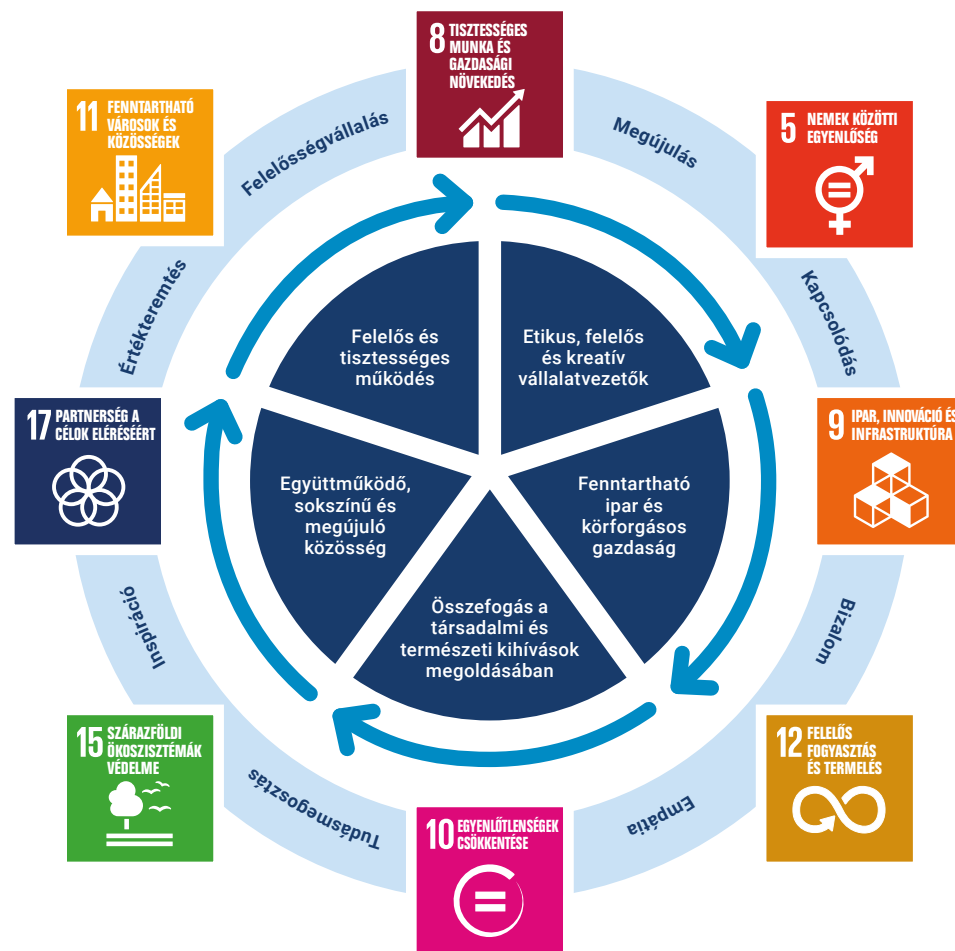 8 TISZTESSÉGES
MUNKA ÉS
GAZDASÁGI
NÖVEKEDÉS
Megújulás
5 NEMEK KÖZÖTTI
EGYENLŐSÉG
Kapcsolódás
9 IPAR, INNOVÁCIÓ ÉS
INFRASTRUKTÚRA
Bizalom
12 FELELŐS
FOGYASZTÁS
ÉS TERMELÉS
Empátia
10 EGYENLŐTLENSÉGEK
CSÖKKENTÉSE
Tudásmegosztás
15 SZÁRAZFÖLDI
ÖKOSZISZTÉMÁK
VÉDELME
Inspiráció
17 PARTNERSÉG A
CÉLOK ELÉRÉSÉÉRT
Értékteremtés
11 FENNTARTHATÓ
VÁROSOK ÉS
KÖZÖSSÉGEK
Felelősségvállalás
Felelős és
tisztességes
működés
Etikus, felelős
és kreatív
vállalatvezetők
Fenntartható
ipar és
körforgásos
gazdaság
Összefogás a
társadalmi és
természeti kihívások
megoldásában
Együttműködő,
sokszínű és
megújuló
közösség